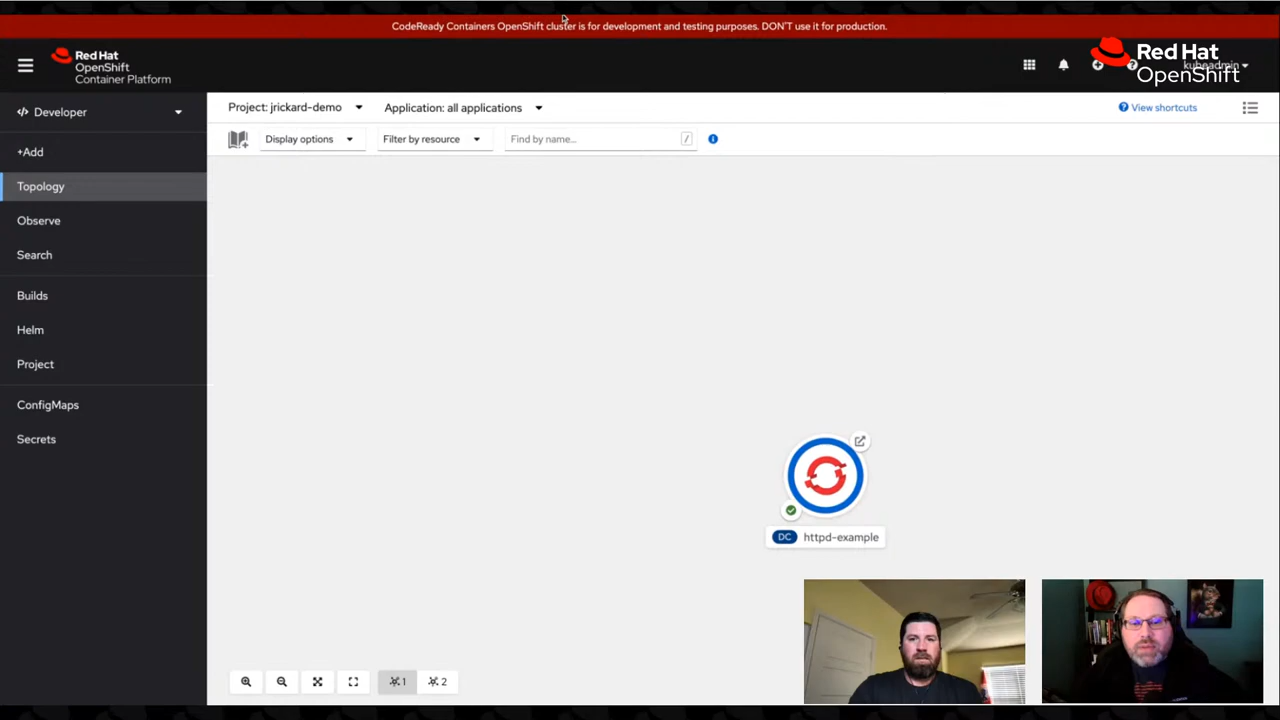 CodeReady Containers OpenShift cluster is for development and testing purposes. DON'T use it for production.
Red Hat
OpenShift
Container Platform
kubeadmin
Red Hat
OpenShift
Developer
Project: jrickard-demo
Application: all applications
View shortcuts
Display options
Filter by resource
Find by name...
/
+Add
Topology
Observe
Search
Builds
Helm
Project
ConfigMaps
Secrets
DC httpd-example
1
2